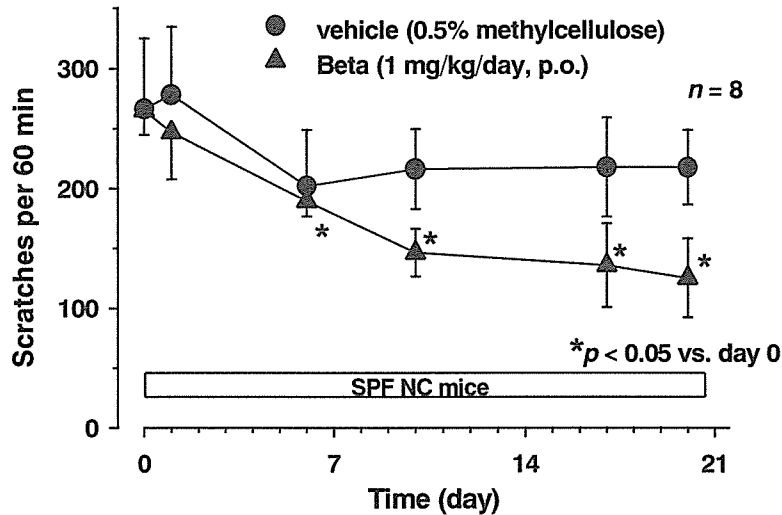 vehicle (0.5% methylcellulose)
Beta (1 mg/kg/day, p.o.)
n = 8
Scratches per 60 min
300
200
100
0
*
*
*
*
*p < 0.05 vs. day 0
SPF NC mice
0
7
14
21
Time (day)